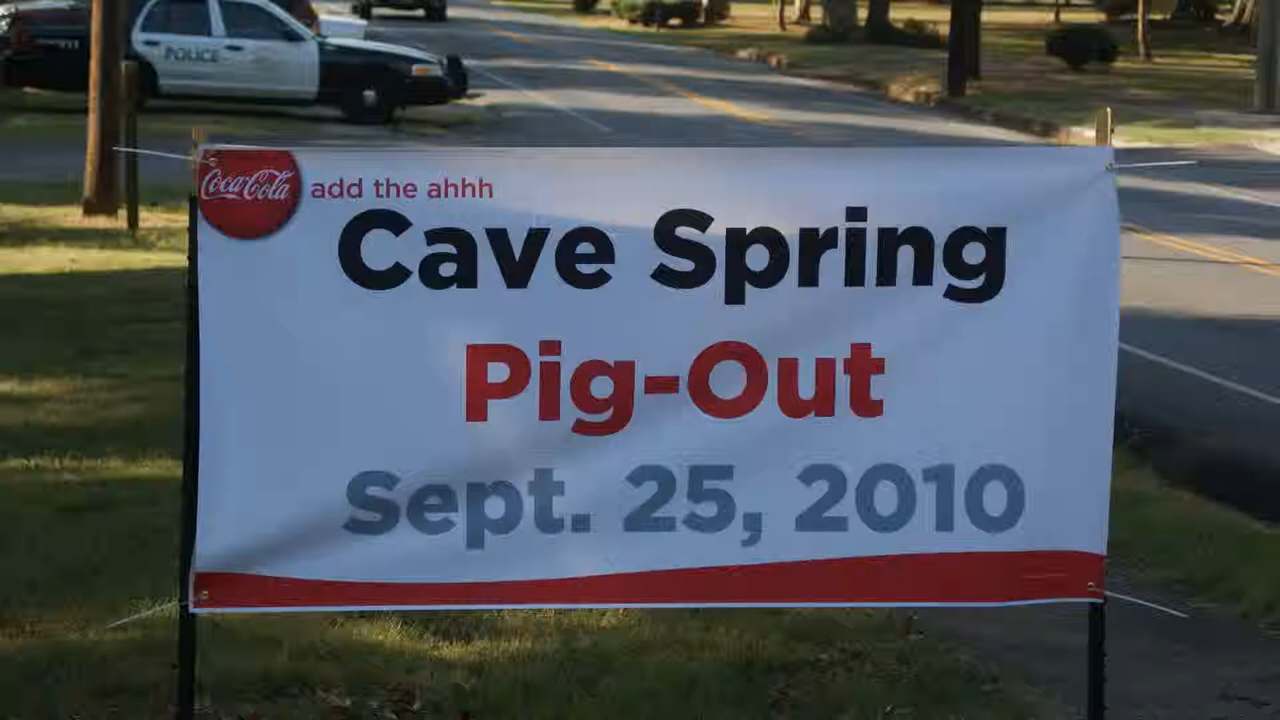 POLICE
Coca-Cola add the ahhh
Cave Spring
Pig-Out
Sept. 25, 2010